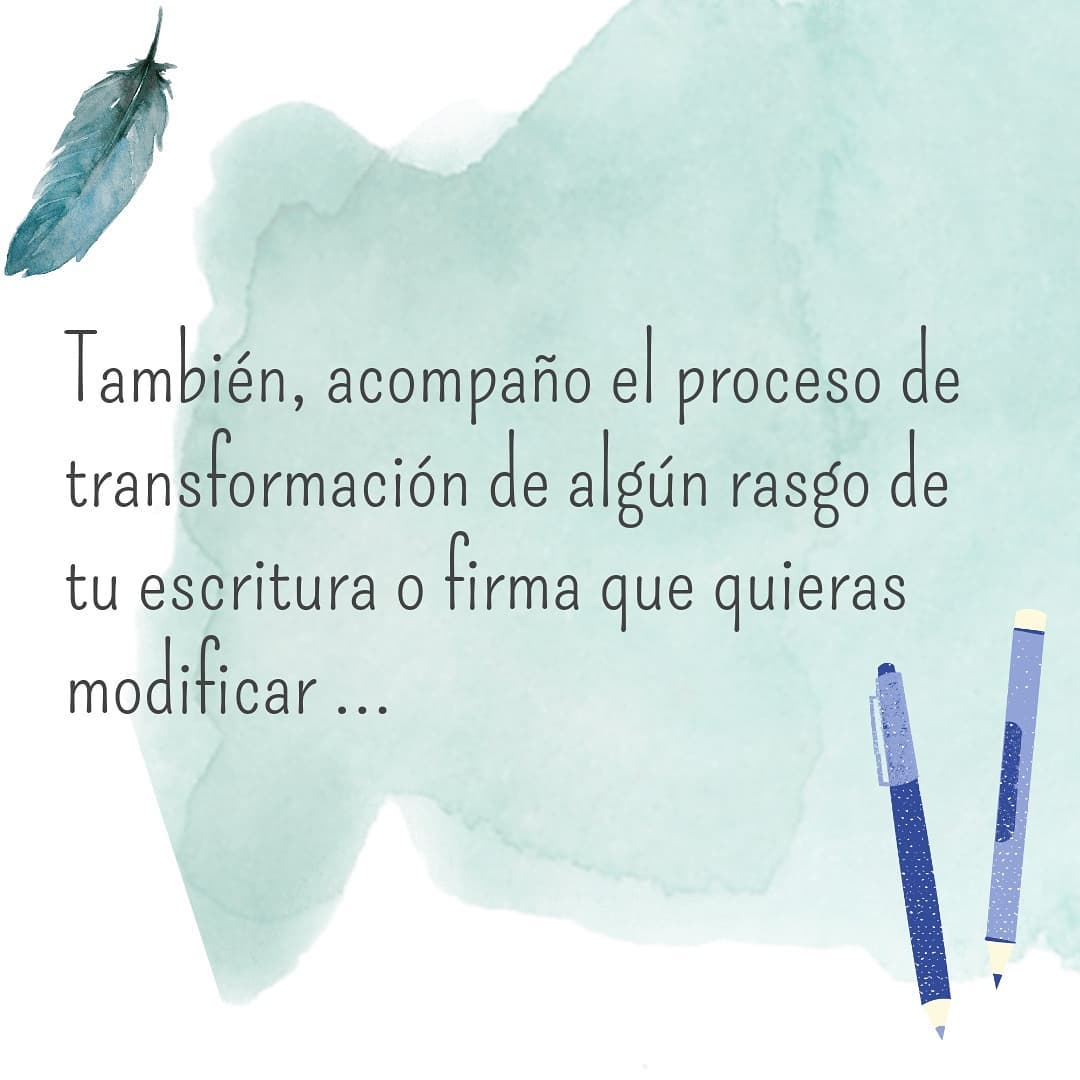 También, acompaño el proceso de
transformación de algún rasgo de
tu escritura o firma que quieras
modificar ...